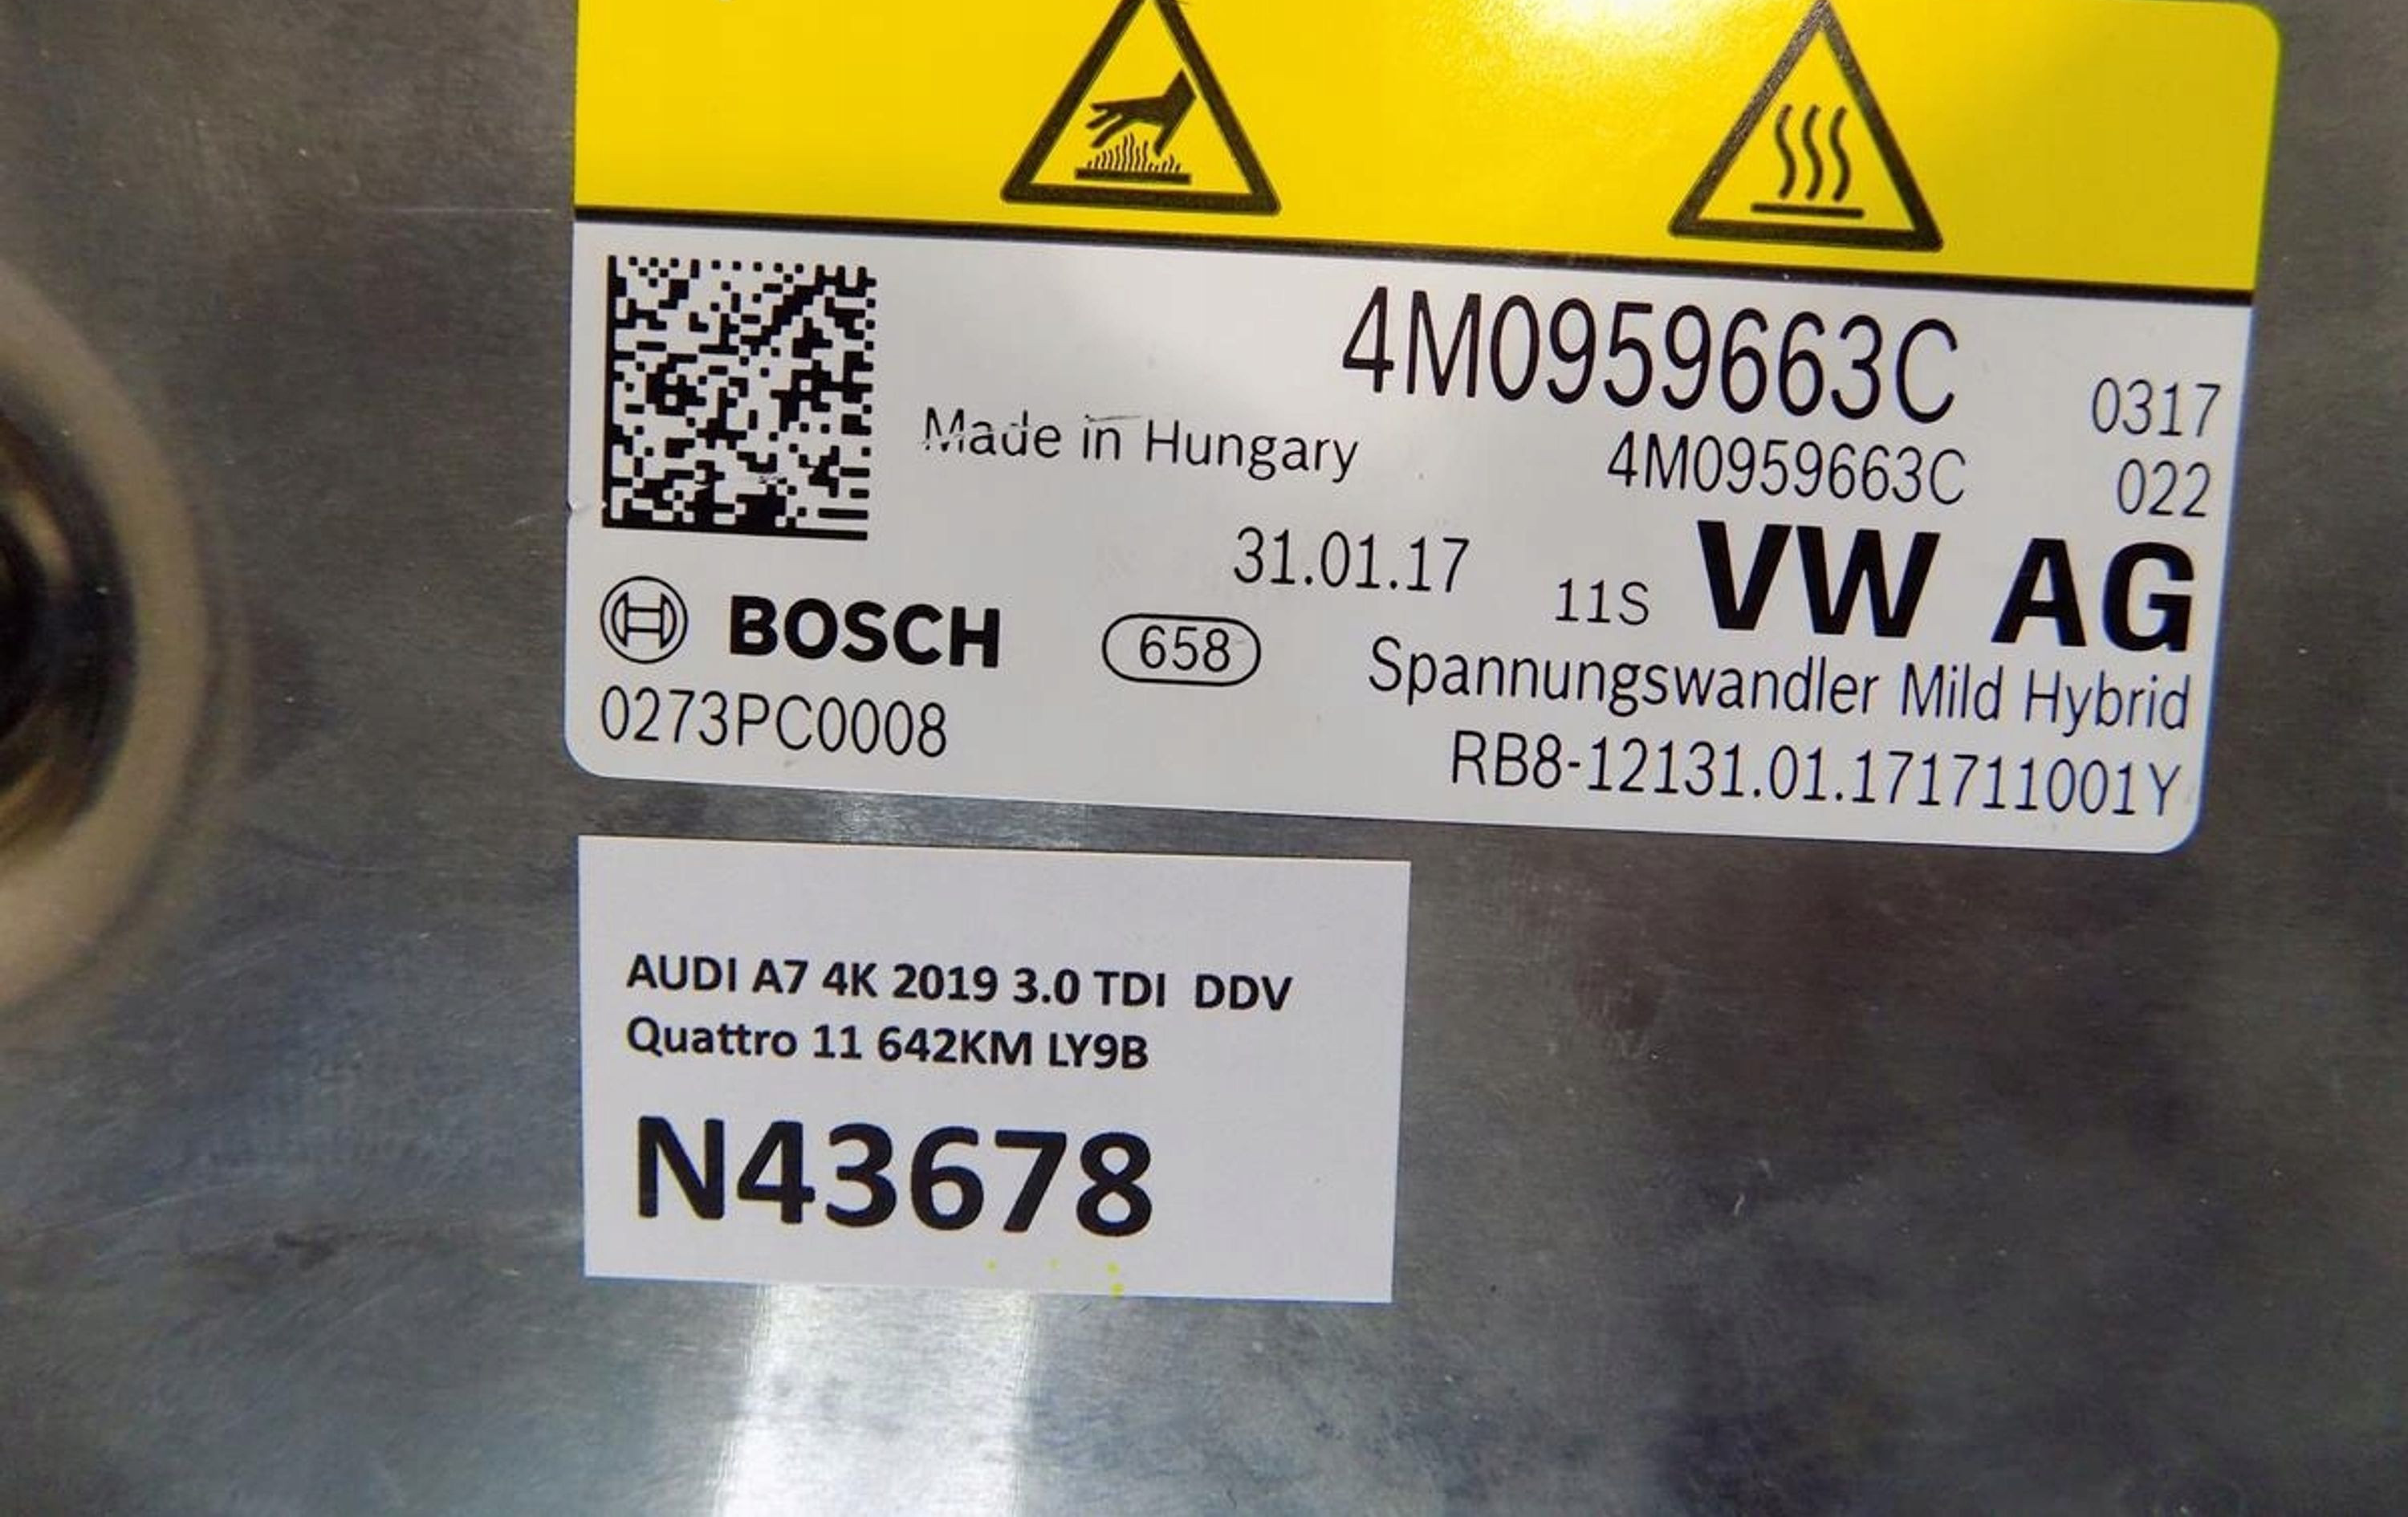 4M0959663C 0317
Made in Hungary 4M0959663C 022
31.01.17 11S VW AG
BOSCH 658 Spannungswandler Mild Hybrid
0273PC0008 RB8-12131.01.171711001Y
AUDI A7 4K 2019 3.0 TDI DDV
Quattro 11 642KM LY9B
N43678